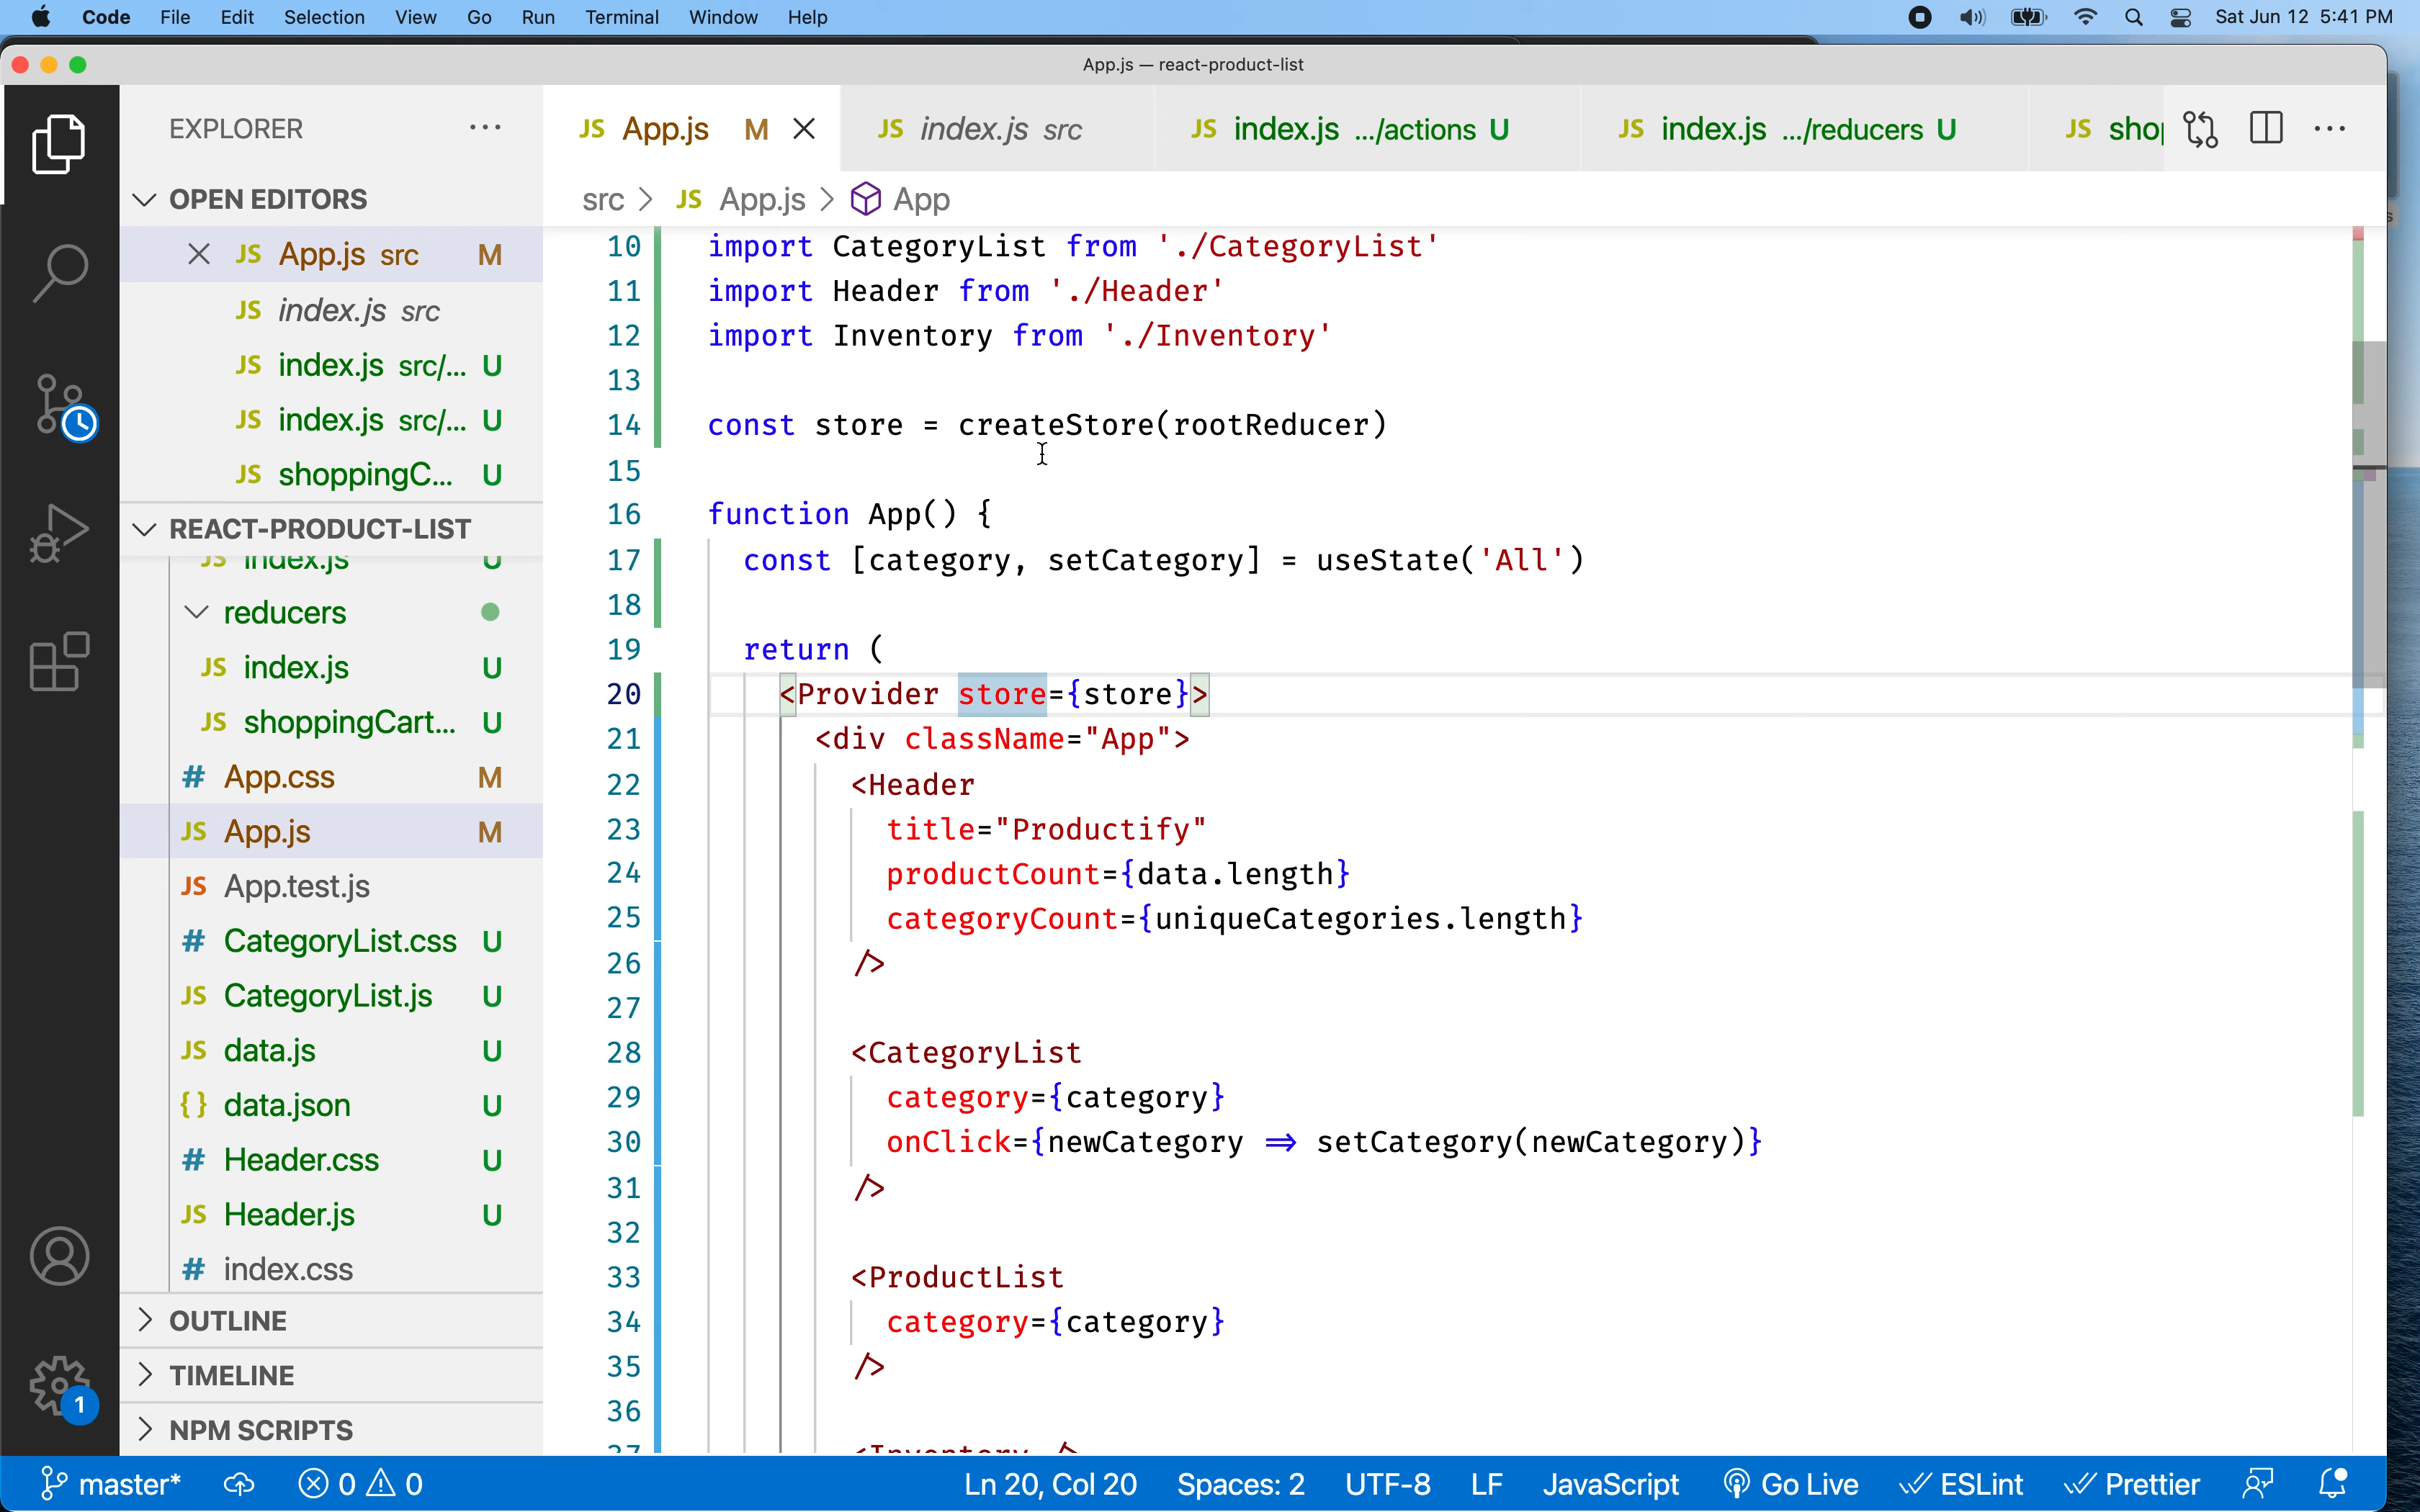 Code File Edit Selection View Go Run Terminal Window Help Sat Jun 12 5:41 PM
App.js — react-product-list
EXPLORER
JS App.js M
JS index.js src
JS index.js .../actions U
JS index.js .../reducers U
JS shop
OPEN EDITORS
JS App.js src M
JS index.js src
JS index.js src/... U
JS index.js src/... U
JS shoppingC... U
REACT-PRODUCT-LIST
JS index.js U
reducers
JS index.js U
JS shoppingCart... U
# App.css M
JS App.js M
JS App.test.js
# CategoryList.css U
JS CategoryList.js U
JS data.js U
{} data.json U
# Header.css U
JS Header.js U
# index.css
OUTLINE
TIMELINE
NPM SCRIPTS
1
src > JS App.js > App
10 import CategoryList from './CategoryList'
11 import Header from './Header'
12 import Inventory from './Inventory'
13
14 const store = createStore(rootReducer)
15
16 function App() {
17 const [category, setCategory] = useState('All')
18
19 return (
20 <Provider store={store}>
21 <div className="App">
22 <Header
23 title="Productify"
24 productCount={data.length}
25 categoryCount={uniqueCategories.length}
26 />
27
28 <CategoryList
29 category={category}
30 onClick={newCategory => setCategory(newCategory)}
31 />
32
33 <ProductList
34 category={category}
35 />
36
37 <Inventory />
master* 0 0 Ln 20, Col 20 Spaces: 2 UTF-8 LF JavaScript Go Live ESLint Prettier